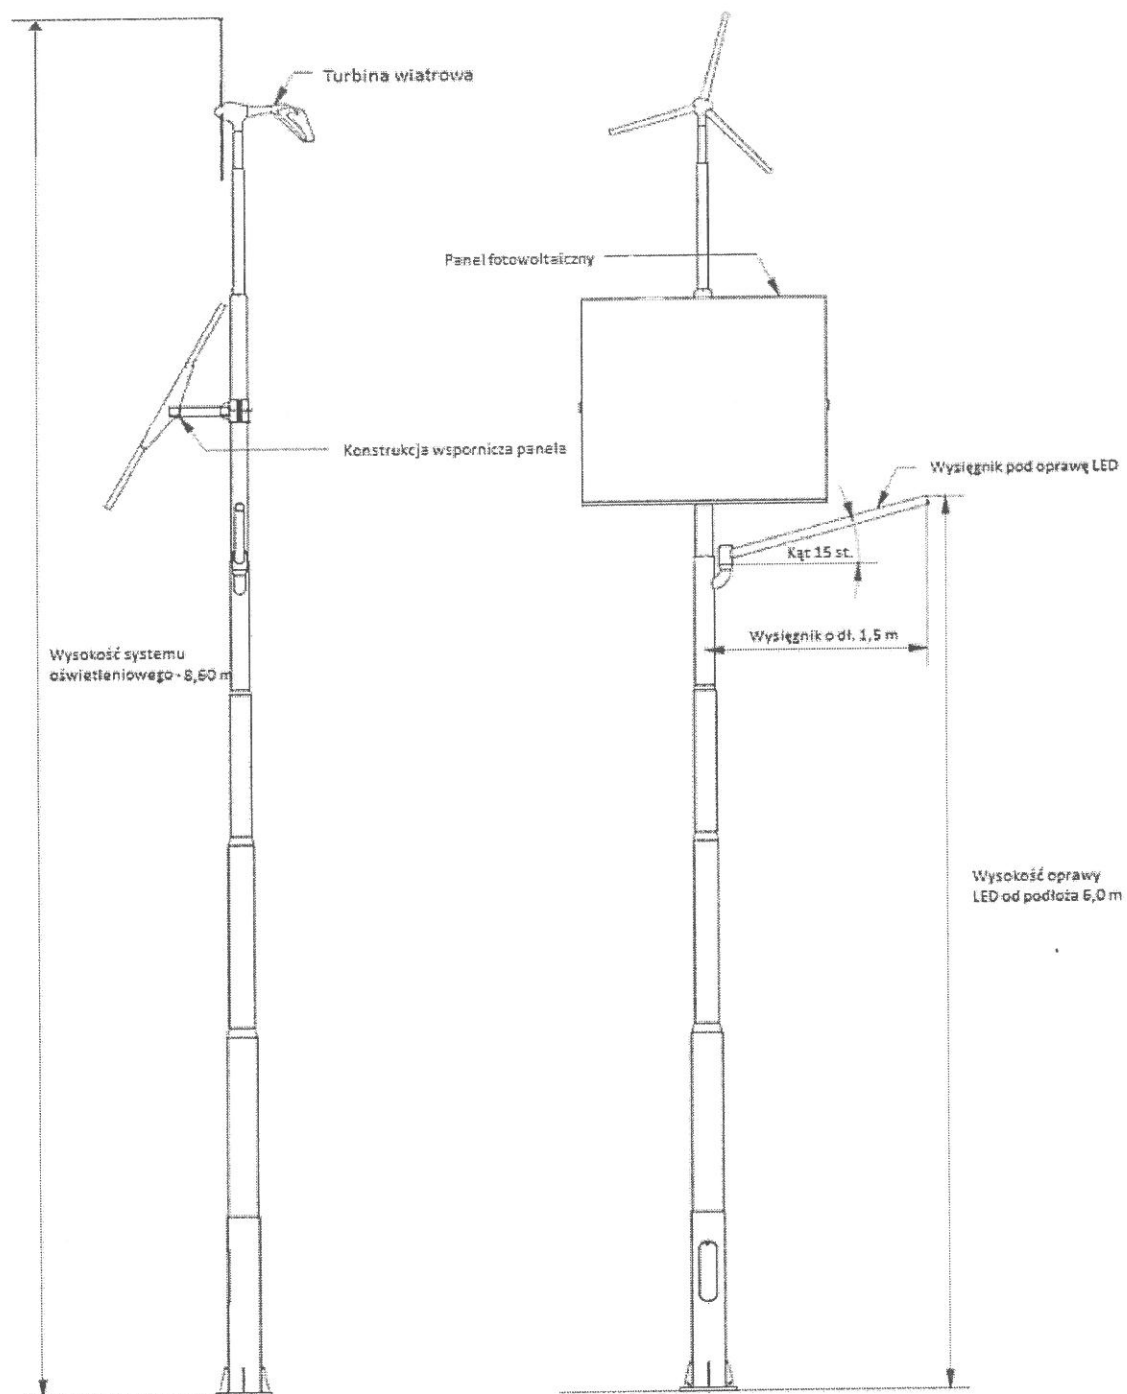 Turbina wiatrowa
Panel fotowoltaiczny
Konstrukcja wspornicza panela
Wysięgnik pod oprawę LED
Kąt 15 st.
Wysięgnik o dł. 1,5 m
Wysokość systemu
oświetleniowego - 8,60 m
Wysokość oprawy
LED od podłoża 6,0 m